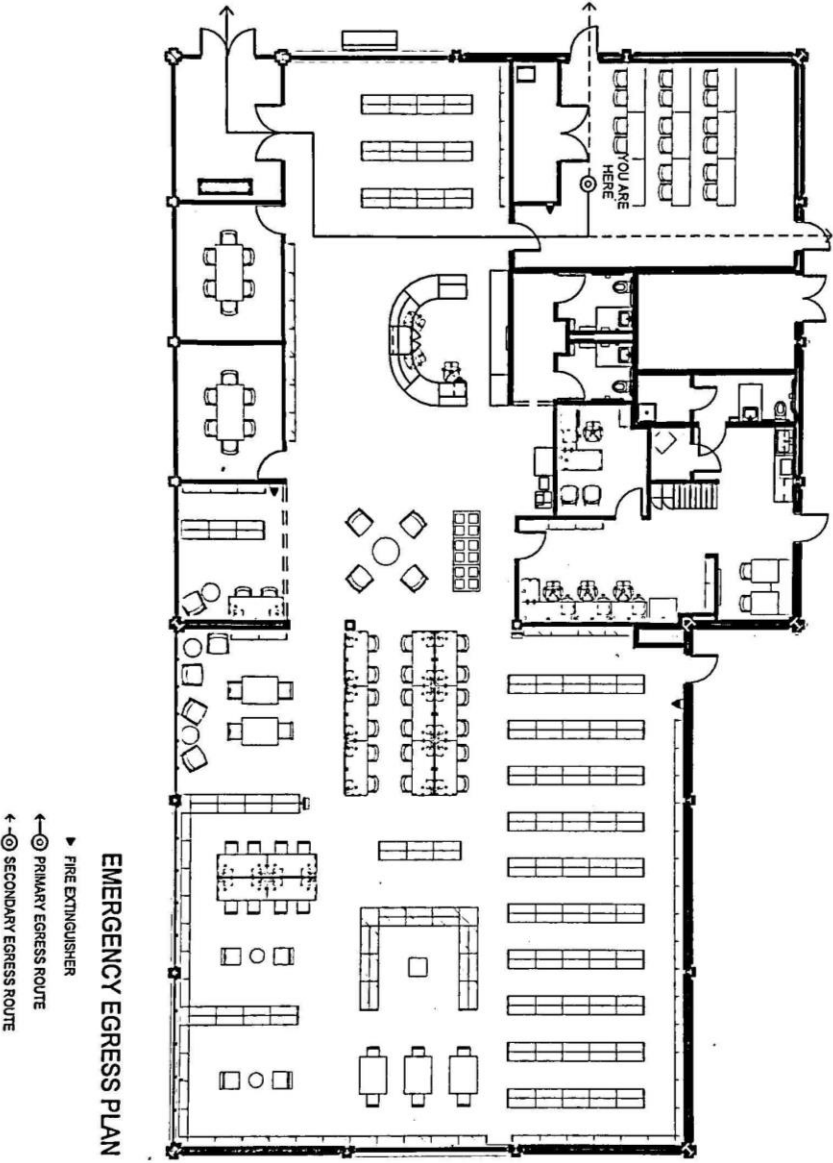 YOU ARE
HERE
EMERGENCY EGRESS PLAN
FIRE EXTINGUISHER
PRIMARY EGRESS ROUTE
SECONDARY EGRESS ROUTE